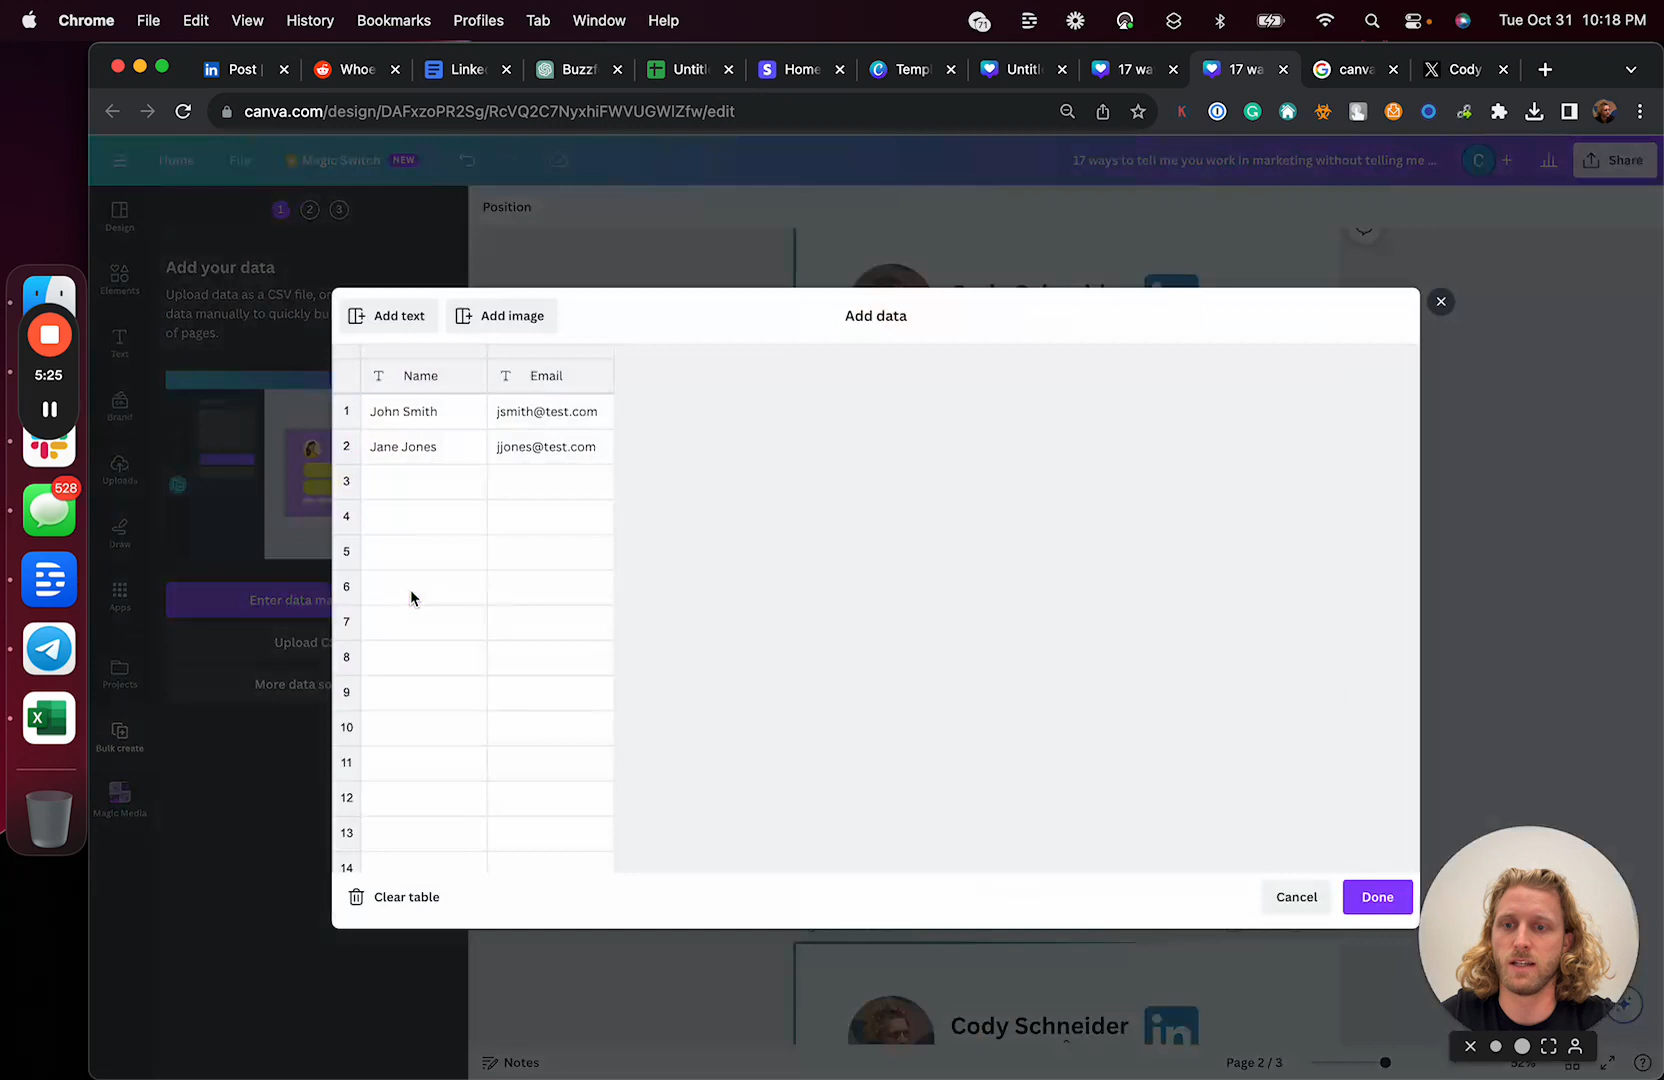 Chrome File Edit View History Bookmarks Profiles Tab Window Help
71
Tue Oct 31 10:18 PM
Post Whoe Linke Buzzf Untitl Home Templ Untitl 17 wa 17 wa canva Cody
canva.com/design/DAFxzoPR2Sg/RcVQ2C7NyxhiFWVUGWIZfw/edit
Home File Magic Switch NEW
17 ways to tell me you work in marketing without telling me ...
C + Share
Design
1 2 3
Position
Elements
Add your data
Upload data as a CSV file, or
data manually to quickly bu
of pages.
Text
Brand
Uploads
Draw
Apps
Projects
Bulk create
Magic Media
Enter data ma
Upload CS
More data so
5:25
528
Add text Add image Add data
Name Email
1 John Smith jsmith@test.com
2 Jane Jones jjones@test.com
3
4
5
6
7
8
9
10
11
12
13
14
Clear table Cancel Done
Cody Schneider in
Notes Page 2 / 3